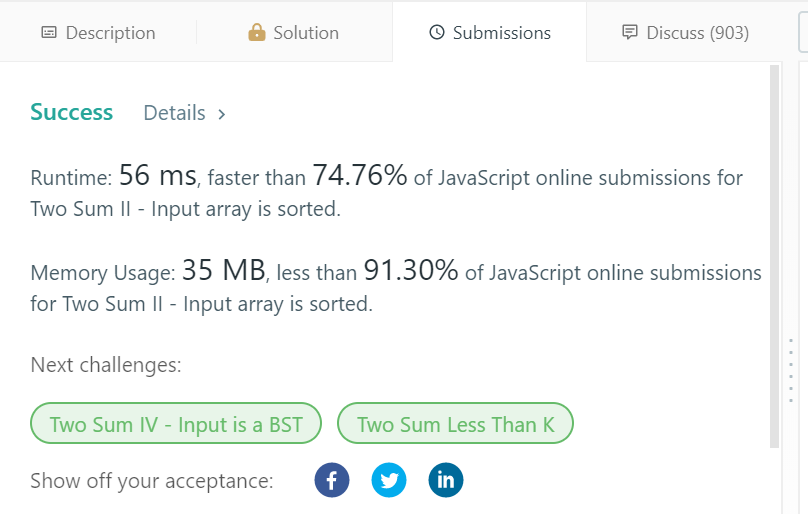 Description Solution Submissions Discuss (903)
Success Details >
Runtime: 56 ms, faster than 74.76% of JavaScript online submissions for
Two Sum II - Input array is sorted.
Memory Usage: 35 MB, less than 91.30% of JavaScript online submissions
for Two Sum II - Input array is sorted.
Next challenges:
Two Sum IV - Input is a BST Two Sum Less Than K
Show off your acceptance: f in